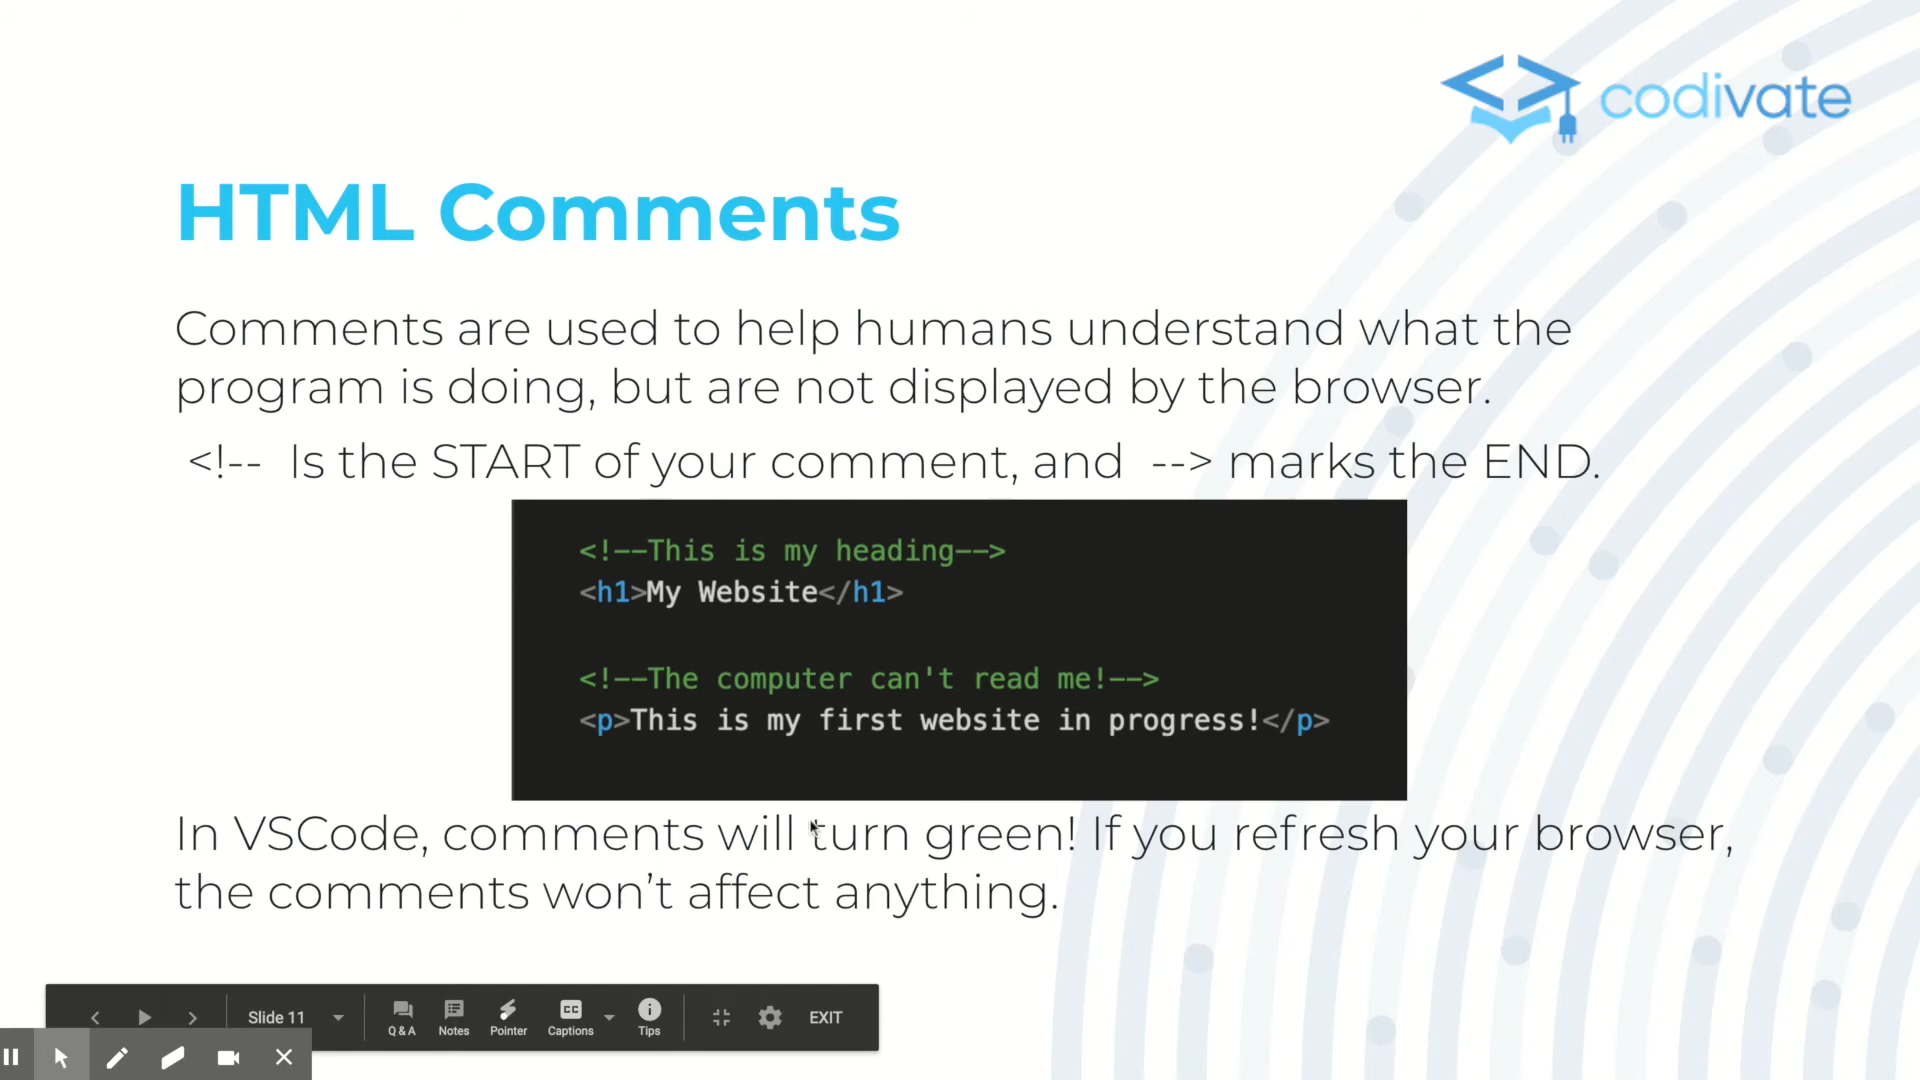 codivate
HTML Comments
Comments are used to help humans understand what the
program is doing, but are not displayed by the browser.
<!-- Is the START of your comment, and --> marks the END.
<!--This is my heading-->
<h1>My Website</h1>
<!--The computer can't read me!-->
<p>This is my first website in progress!</p>
In VSCode, comments will turn green! If you refresh your browser,
the comments won’t affect anything.
Slide 11
Q & A
Notes
Pointer
CC
Captions
Tips
EXIT